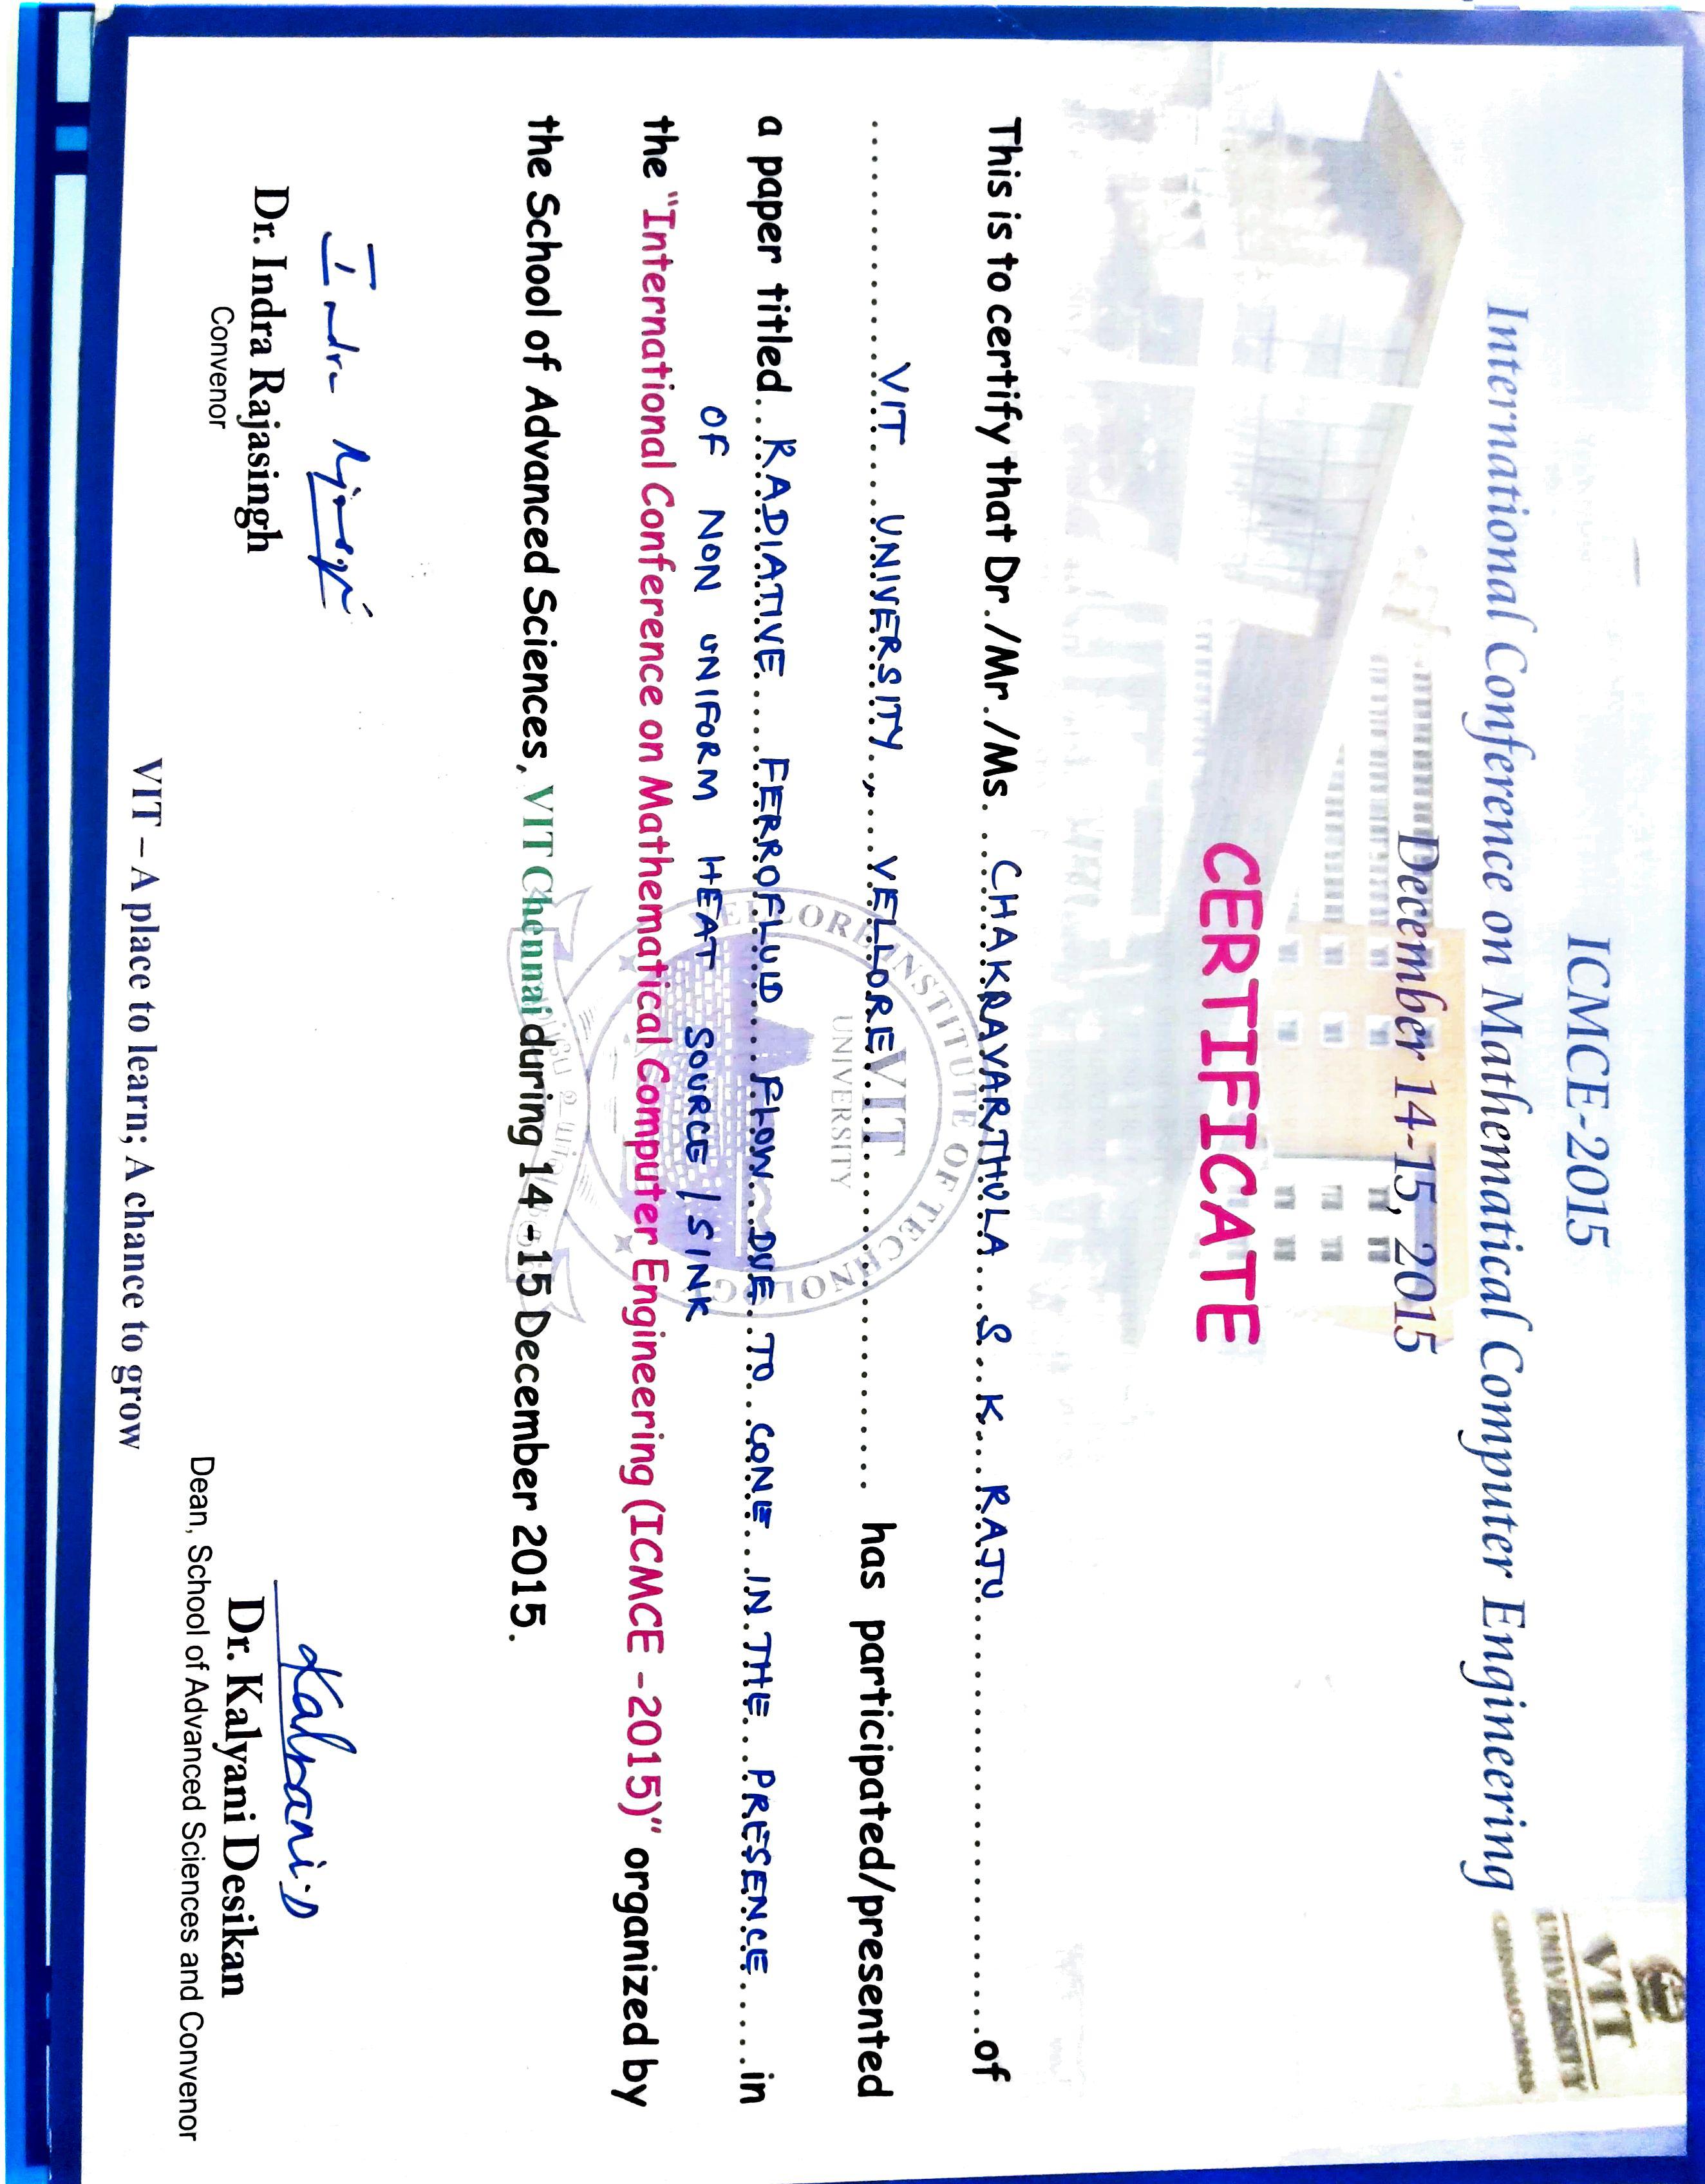 ICMCE-2015
International Conference on Mathematical Computer Engineering
December 14-15, 2015
VIT
UNIVERSITY
CERTIFICATE
This is to certify that Dr./Mr./Ms. ..CHAKRAVARTHULA...S...K...RAJU..............................of
....................VIT....UNIVERSITY.,....VELLORE.............................. has participated/presented
a paper titled...RADIATIVE....FERROFLUID....FLOW...DUE...TO...CONE...IN.THE....PRESENCE.....in
OF NON UNIFORM HEAT SOURCE / SINK
the "International Conference on Mathematical Computer Engineering (ICMCE -2015)" organized by
the School of Advanced Sciences, VIT Chennai during 14 -15 December 2015.
VELLORE INSTITUTE OF TECHNOLOGY
VIT
UNIVERSITY
Kalyani.D
Dr. Indra Rajasingh
Convenor
Dr. Kalyani Desikan
Dean, School of Advanced Sciences and Convenor
VIT – A place to learn; A chance to grow